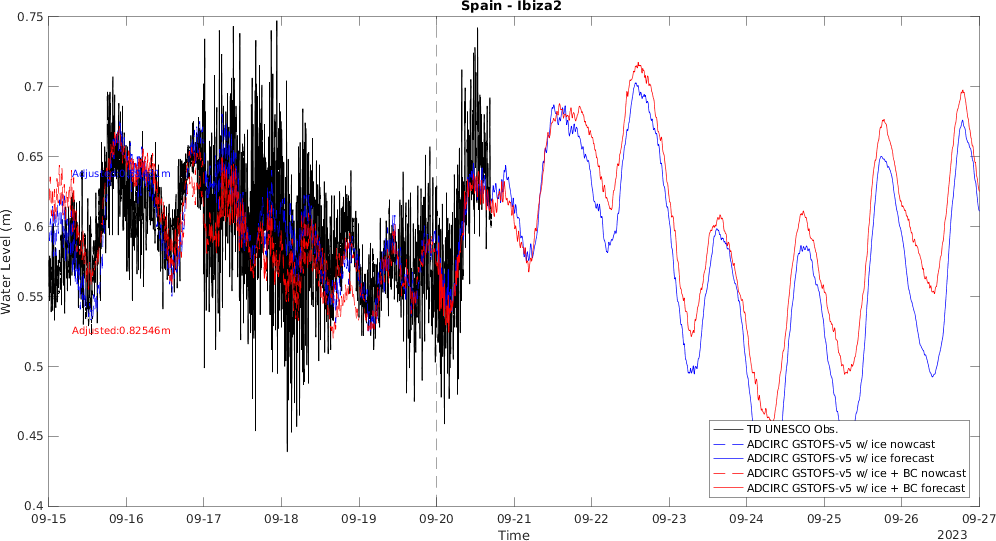 Spain - Ibiza2
0.75
0.7
0.65
0.6
0.55
0.5
0.45
0.4
Water Level (m)
Adjusted:0.82546m
09-15
09-16
09-17
09-18
09-19
09-20
09-21
09-22
09-23
09-24
09-25
09-26
09-27
Time
2023
TD UNESCO Obs.
ADCIRC GSTOFS-v5 w/ ice nowcast
ADCIRC GSTOFS-v5 w/ ice forecast
ADCIRC GSTOFS-v5 w/ ice + BC nowcast
ADCIRC GSTOFS-v5 w/ ice + BC forecast